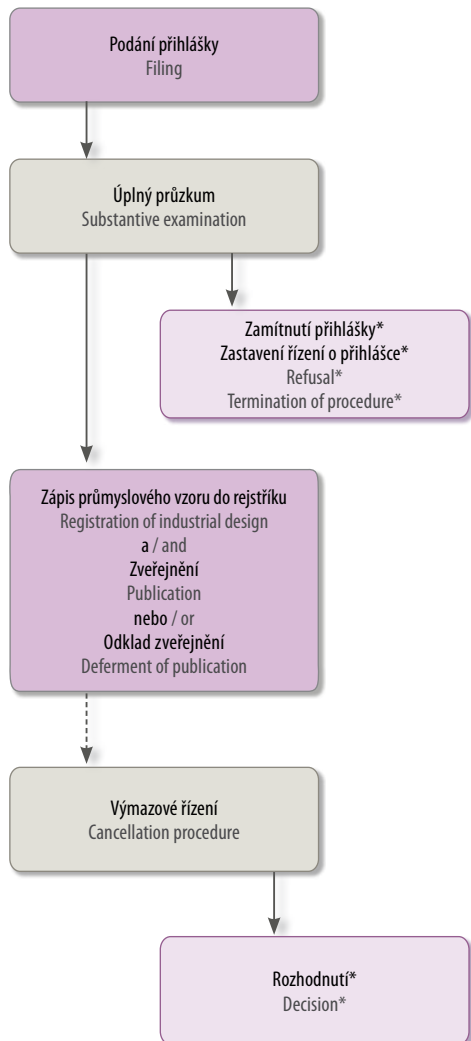 Podání přihlášky
Filing
Úplný průzkum
Substantive examination
Zamítnutí přihlášky*
Zastavení řízení o přihlášce*
Refusal*
Termination of procedure*
Zápis průmyslového vzoru do rejstříku
Registration of industrial design
a / and
Zveřejnění
Publication
nebo / or
Odklad zveřejnění
Deferment of publication
Výmazové řízení
Cancellation procedure
Rozhodnutí*
Decision*